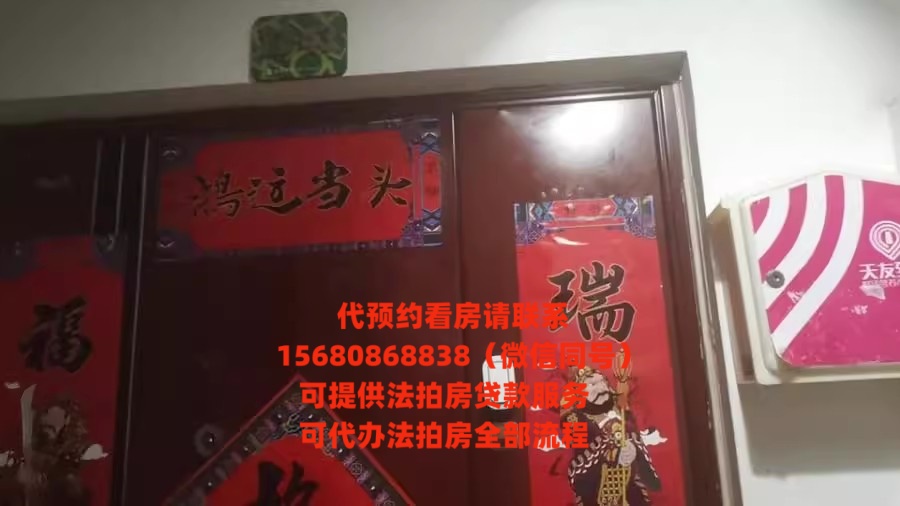 鸿运当头
福
瑞
天友
代预约看房请联系
15680868838（微信同号）
可提供法拍房贷款服务
可代办法拍房全部流程